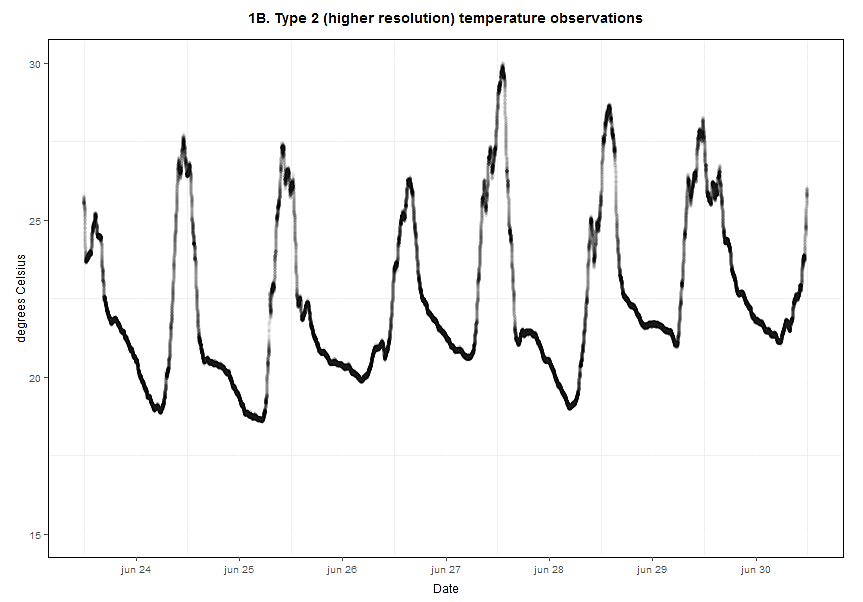 1B. Type 2 (higher resolution) temperature observations
30
25
20
15
degrees Celsius
jun 24 jun 25 jun 26 jun 27 jun 28 jun 29 jun 30
Date